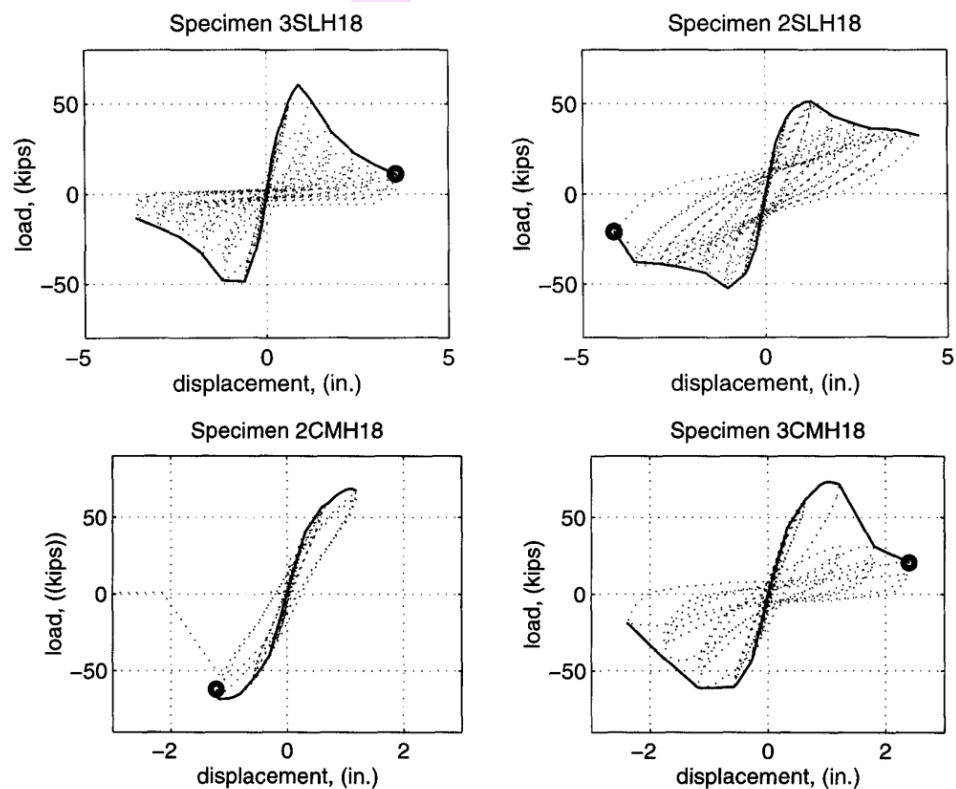 Specimen 3SLH18
Specimen 2SLH18
50
0
−50
load, (kips)
−5
0
5
displacement, (in.)
50
0
−50
load, (kips)
−5
0
5
displacement, (in.)
Specimen 2CMH18
Specimen 3CMH18
50
0
−50
load, ((kips))
−2
0
2
displacement, (in.)
50
0
−50
load, (kips)
−2
0
2
displacement, (in.)